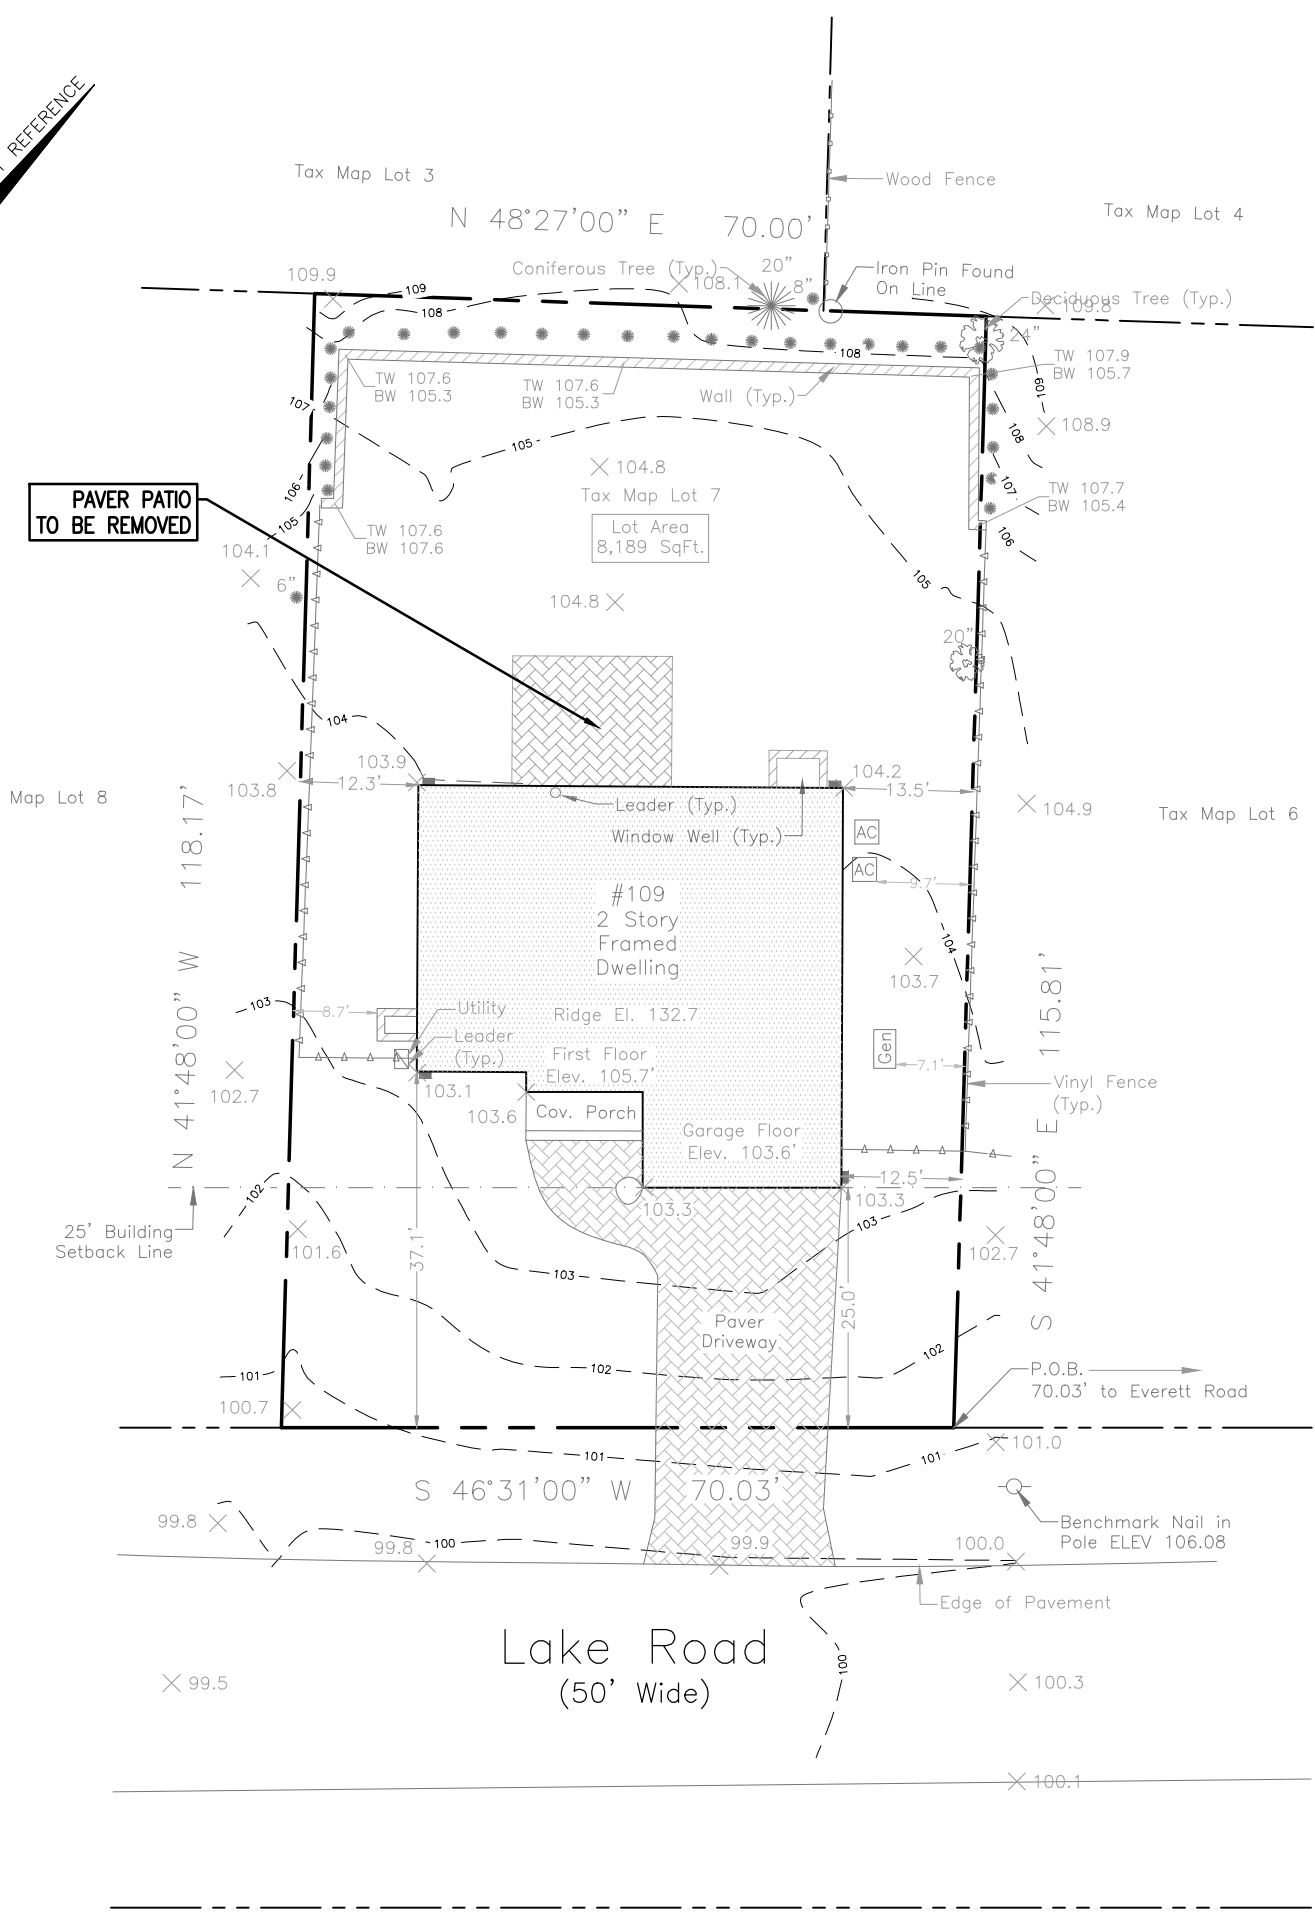 REFERENCE
Tax Map Lot 3
Wood Fence
Tax Map Lot 4
N 48°27'00" E 70.00'
Coniferous Tree (Typ.)
20"
8"
108.1
Iron Pin Found
On Line
Deciduous Tree (Typ.)
109.8
24"
109.9
109
108
108
TW 107.9
BW 105.7
TW 107.6
BW 105.3
TW 107.6
BW 105.3
Wall (Typ.)
109
107
105
108
108.9
104.8
Tax Map Lot 7
106
107
TW 107.7
BW 105.4
PAVER PATIO
TO BE REMOVED
Lot Area
8,189 SqFt.
105
TW 107.6
BW 107.6
106
104.1
6"
105
104.8
20"
104
103.9
104.2
12.3'
13.5'
103.8
Map Lot 8
Leader (Typ.)
104.9
Tax Map Lot 6
Window Well (Typ.)
AC
AC
118.17'
9.7'
#109
2 Story
Framed
Dwelling
104
103.7
N 41°48'00" W
115.81'
103
8.7'
Utility
Ridge El. 132.7
Leader
(Typ.)
First Floor
Elev. 105.7'
Gen
7.1'
102.7
103.1
103.6
Cov. Porch
Vinyl Fence
(Typ.)
Garage Floor
Elev. 103.6'
12.5'
102
103.3
103.3
103
25' Building
Setback Line
101.6
37.1'
102.7
S 41°48'00" E
103
25.0'
Paver
Driveway
102
102
101
P.O.B.
70.03' to Everett Road
100.7
101.0
101
101
S 46°31'00" W 70.03'
Benchmark Nail in
Pole ELEV 106.08
99.8
99.8
100
99.9
100.0
Edge of Pavement
Lake Road
(50' Wide)
100
99.5
100.3
100.1